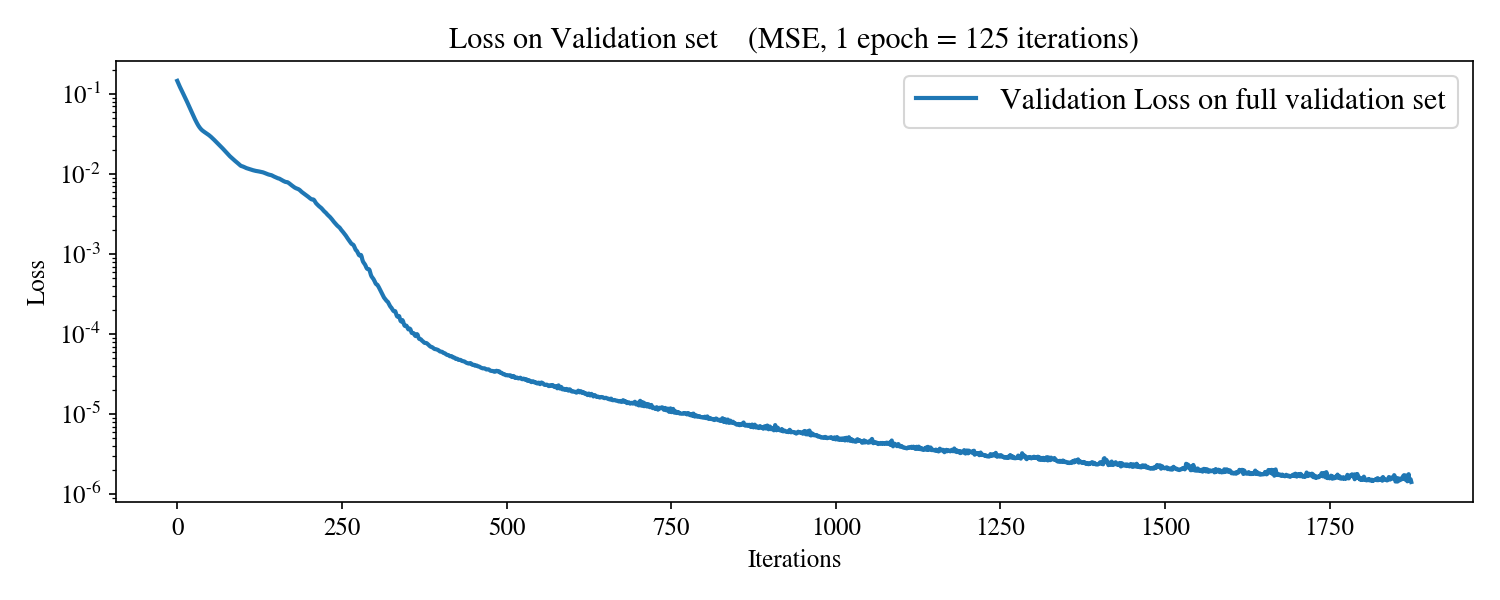 Loss on Validation set (MSE, 1 epoch = 125 iterations)
Validation Loss on full validation set
Loss
10^-1
10^-2
10^-3
10^-4
10^-5
10^-6
0 250 500 750 1000 1250 1500 1750
Iterations